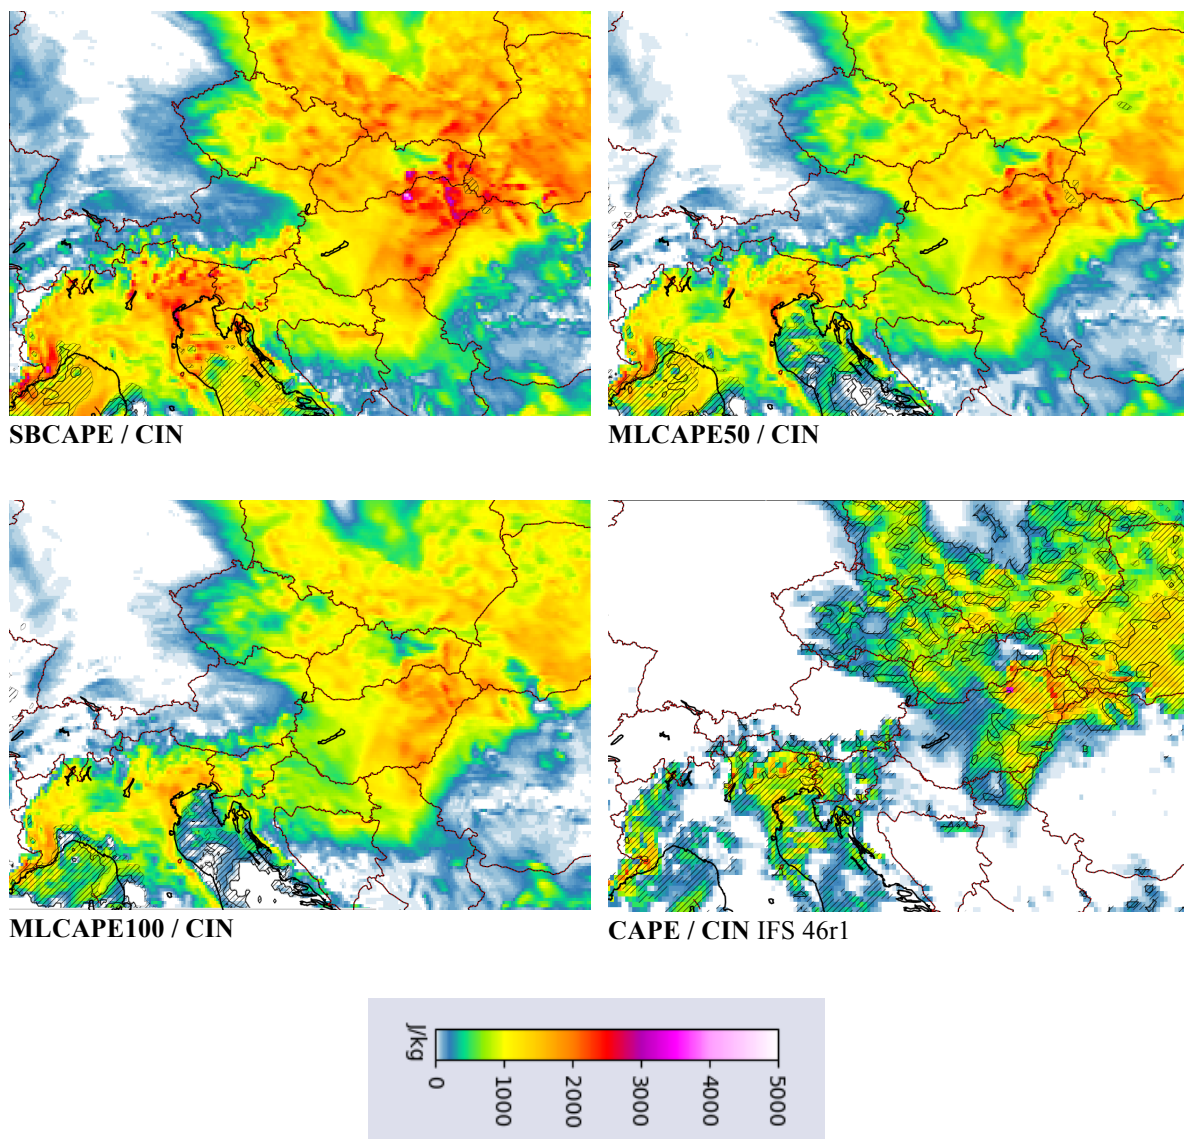 SBCAPE / CIN
MLCAPE50 / CIN
MLCAPE100 / CIN
CAPE / CIN IFS 46r1
J/kg
0
1000
2000
3000
4000
5000